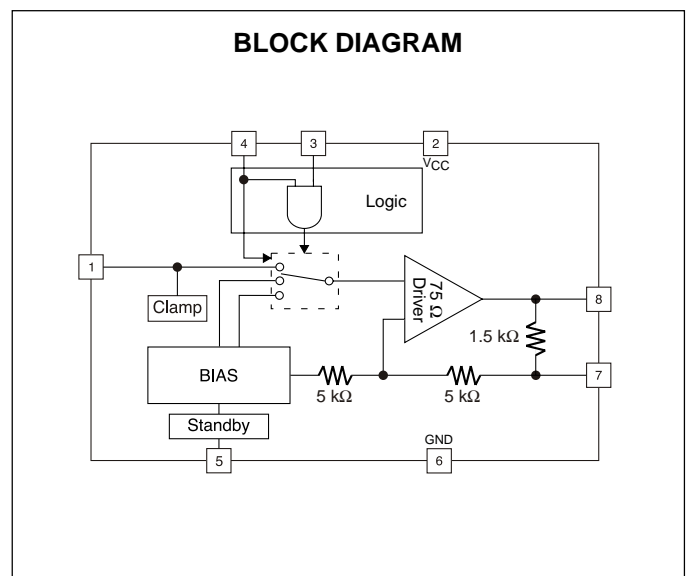 BLOCK DIAGRAM
4
3
2
VCC
Logic
1
Clamp
75 Ω
Driver
8
1.5 kΩ
BIAS
5 kΩ
5 kΩ
7
Standby
GND
5
6